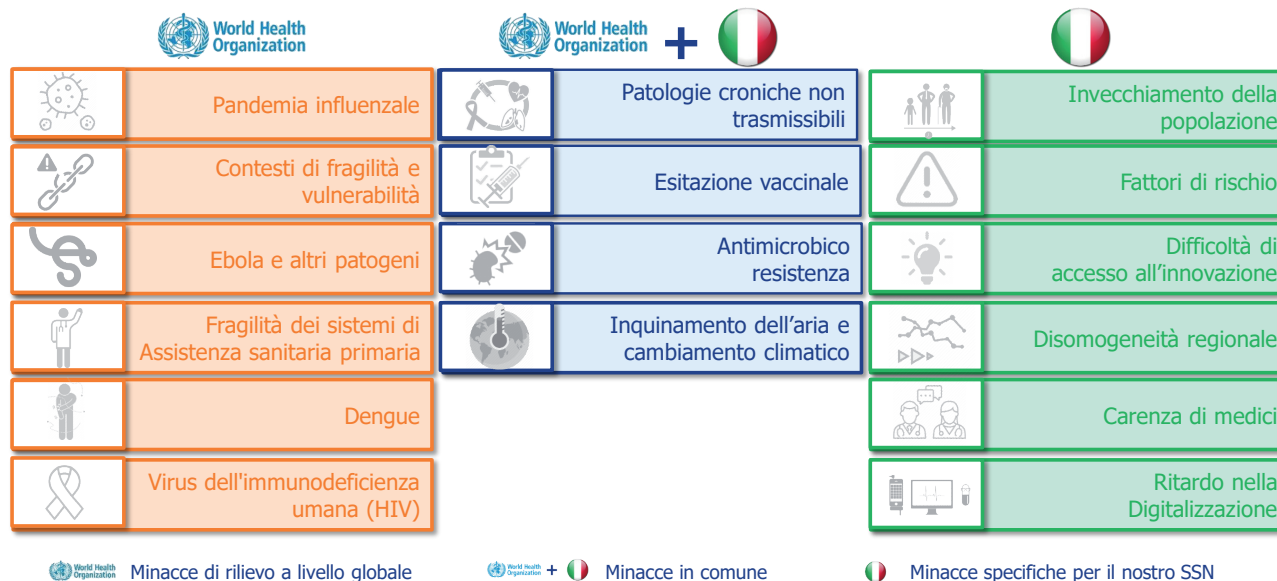 World Health
Organization
Pandemia influenzale
Contesti di fragilità e
vulnerabilità
Ebola e altri patogeni
Fragilità dei sistemi di
Assistenza sanitaria primaria
Dengue
Virus dell'immunodeficienza
umana (HIV)
World Health
Organization +
Patologie croniche non
trasmissibili
Esitazione vaccinale
Antimicrobico
resistenza
Inquinamento dell'aria e
cambiamento climatico
Invecchiamento della
popolazione
Fattori di rischio
Difficoltà di
accesso all'innovazione
Disomogeneità regionale
Carenza di medici
Ritardo nella
Digitalizzazione
World Health
Organization
Minacce di rilievo a livello globale
World Health
Organization +
Minacce in comune
Minacce specifiche per il nostro SSN